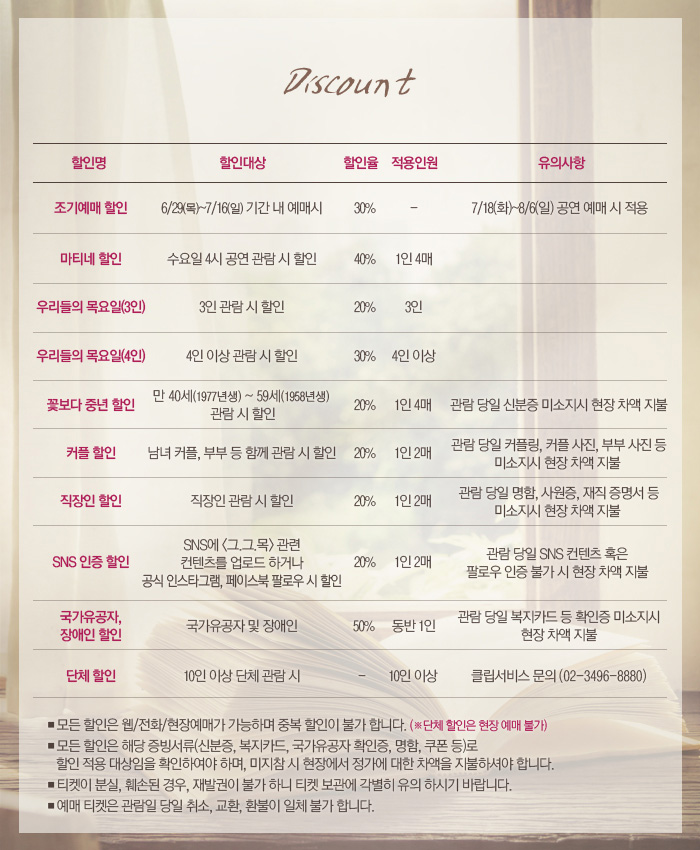 Discount
할인명 할인대상 할인율 적용인원 유의사항
조기예매 할인 6/29(목)~7/16(일) 기간 내 예매시 30% - 7/18(화)~8/6(일) 공연 예매 시 적용
마티네 할인 수요일 4시 공연 관람 시 할인 40% 1인 4매
우리들의 목요일(3인) 3인 관람 시 할인 20% 3인
우리들의 목요일(4인) 4인 이상 관람 시 할인 30% 4인 이상
꽃보다 중년 할인 만 40세(1977년생) ~ 59세(1958년생)
관람 시 할인 20% 1인 4매 관람 당일 신분증 미소지시 현장 차액 지불
커플 할인 남녀 커플, 부부 등 함께 관람 시 할인 20% 1인 2매 관람 당일 커플링, 커플 사진, 부부 사진 등
미소지시 현장 차액 지불
직장인 할인 직장인 관람 시 할인 20% 1인 2매 관람 당일 명함, 사원증, 재직 증명서 등
미소지시 현장 차액 지불
SNS 인증 할인 SNS에 <그.그.목> 관련
컨텐츠를 업로드 하거나
공식 인스타그램, 페이스북 팔로우 시 할인 20% 1인 2매 관람 당일 SNS 컨텐츠 혹은
팔로우 인증 불가 시 현장 차액 지불
국가유공자,
장애인 할인 국가유공자 및 장애인 50% 동반 1인 관람 당일 복지카드 등 확인증 미소지시
현장 차액 지불
단체 할인 10인 이상 단체 관람 시 - 10인 이상 클립서비스 문의 (02-3496-8880)
■ 모든 할인은 웹/전화/현장예매가 가능하며 중복 할인이 불가 합니다. (※단체 할인은 현장 예매 불가)
■ 모든 할인은 해당 증빙서류(신분증, 복지카드, 국가유공자 확인증, 명함, 쿠폰 등)로
할인 적용 대상임을 확인하여야 하며, 미지참 시 현장에서 정가에 대한 차액을 지불하셔야 합니다.
■ 티켓이 분실, 훼손된 경우, 재발권이 불가 하니 티켓 보관에 각별히 유의 하시기 바랍니다.
■ 예매 티켓은 관람일 당일 취소, 교환, 환불이 일체 불가 합니다.